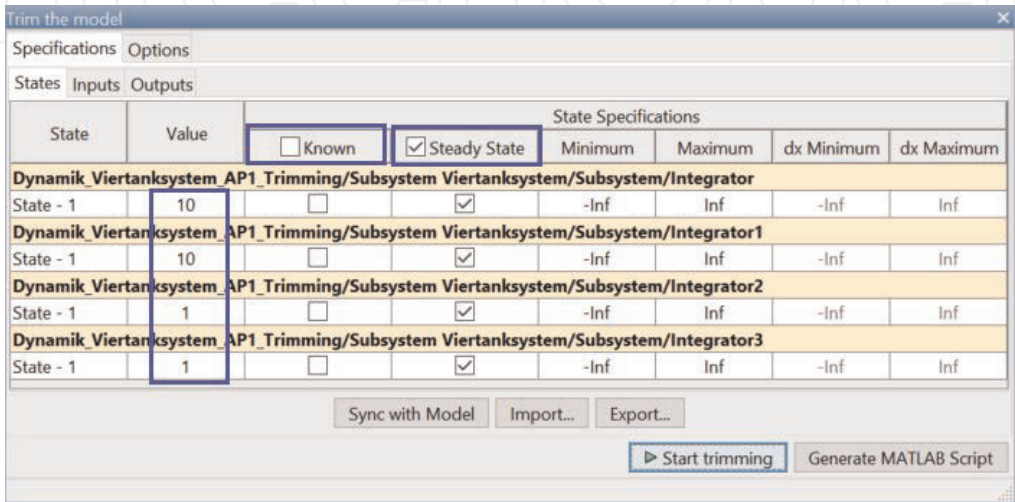 Trim the model
Specifications Options
States Inputs Outputs
State Specifications
State Value Known Steady State Minimum Maximum dx Minimum dx Maximum
Dynamik_Viertanksystem_AP1_Trimming/Subsystem Viertanksystem/Subsystem/Integrator
State - 1 10 -Inf Inf -Inf Inf
Dynamik_Viertanksystem_AP1_Trimming/Subsystem Viertanksystem/Subsystem/Integrator1
State - 1 10 -Inf Inf -Inf Inf
Dynamik_Viertanksystem_AP1_Trimming/Subsystem Viertanksystem/Subsystem/Integrator2
State - 1 1 -Inf Inf -Inf Inf
Dynamik_Viertanksystem_AP1_Trimming/Subsystem Viertanksystem/Subsystem/Integrator3
State - 1 1 -Inf Inf -Inf Inf
Sync with Model Import... Export...
Start trimming Generate MATLAB Script